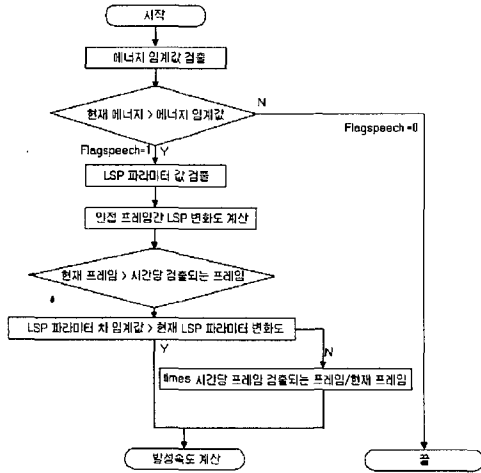 시작
에너지 임계값 검출
현재 에너지 > 에너지 임계값
N
Flagspeech =0
Flagspeech=1
Y
LSP 파라미터 값 검출
인접 프레임간 LSP 변화도 계산
현재 프레임 > 시간당 검출되는 프레임
LSP 파라미터 차 임계값 > 현재 LSP 파라미터 변화도
Y
N
times 시간당 프레임 검출되는 프레임/현재 프레임
발성속도 계산
끝